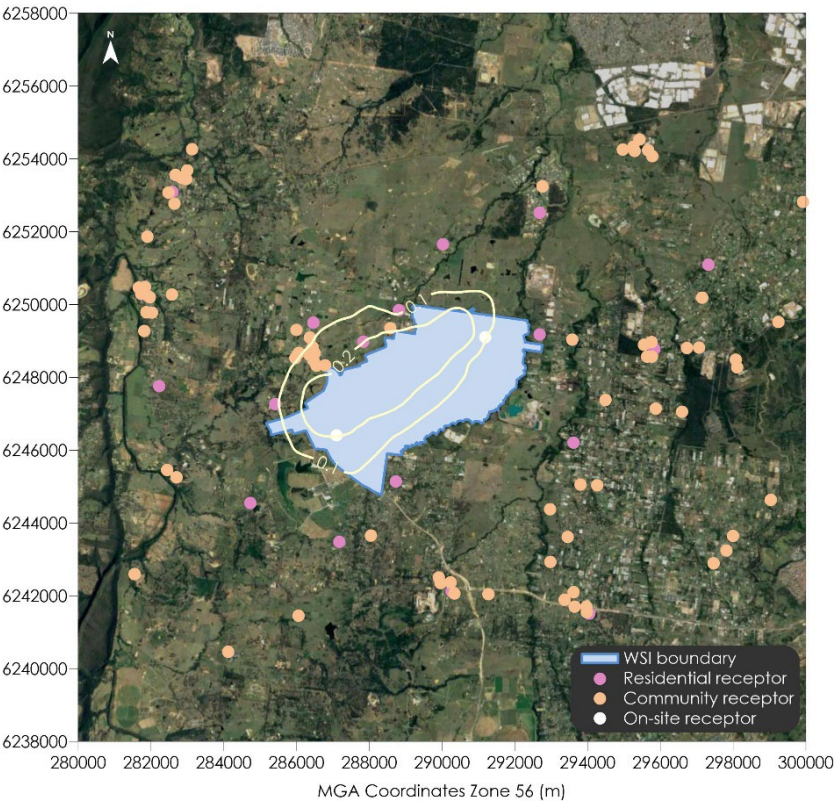 6258000
N
6256000
6254000
6252000
6250000
0.1
6248000
0.2
6246000
0.1
6244000
6242000
6240000
WSI boundary
Residential receptor
Community receptor
On-site receptor
6238000
280000 282000 284000 286000 288000 290000 292000 294000 296000 298000 300000
MGA Coordinates Zone 56 (m)